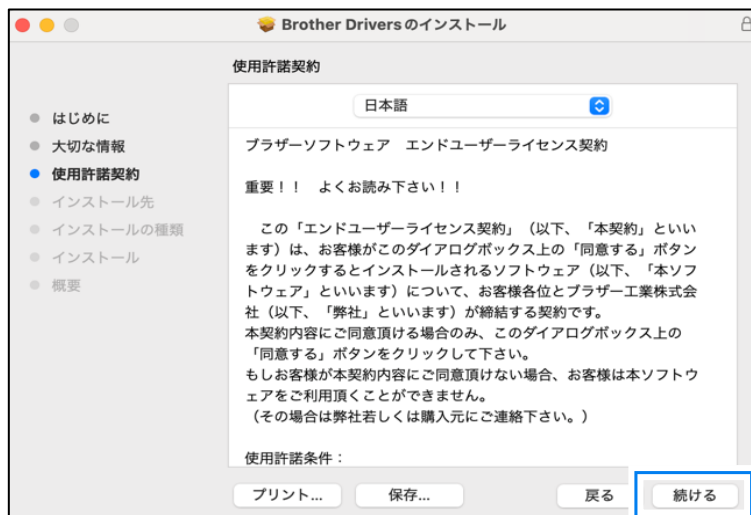 Brother Drivers のインストール
使用許諾契約
はじめに
大切な情報
使用許諾契約
インストール先
インストールの種類
インストール
概要
日本語
ブラザーソフトウェア　エンドユーザーライセンス契約
重要！！　よくお読み下さい！！
　この「エンドユーザーライセンス契約」（以下、「本契約」といい
ます）は、お客様がこのダイアログボックス上の「同意する」ボタン
をクリックするとインストールされるソフトウェア（以下、「本ソフ
トウェア」といいます）について、お客様各位とブラザー工業株式会
社（以下、「弊社」といいます）が締結する契約です。
本契約内容にご同意頂ける場合のみ、このダイアログボックス上の
「同意する」ボタンをクリックして下さい。
もしお客様が本契約内容にご同意頂けない場合、お客様は本ソフトウ
ェアをご利用頂くことができません。
（その場合は弊社若しくは購入元にご連絡下さい。）
使用許諾条件：
プリント...
保存...
戻る
続ける